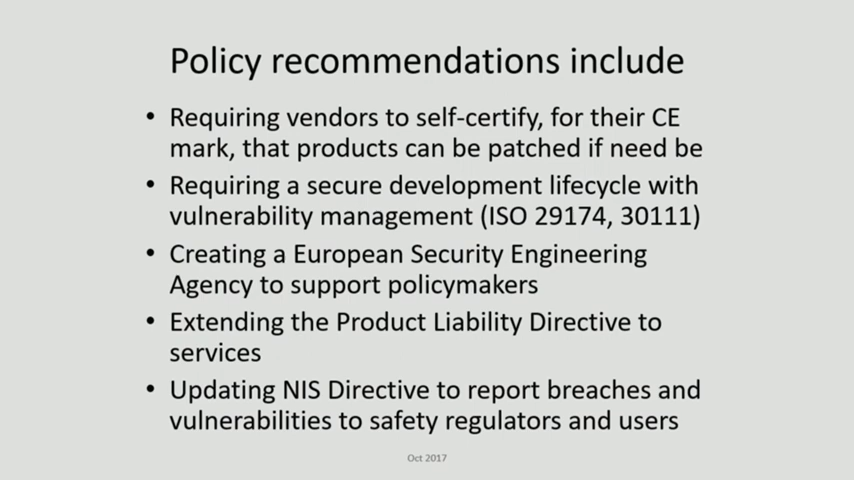 Policy recommendations include
• Requiring vendors to self-certify, for their CE
mark, that products can be patched if need be
• Requiring a secure development lifecycle with
vulnerability management (ISO 29174, 30111)
• Creating a European Security Engineering
Agency to support policymakers
• Extending the Product Liability Directive to
services
• Updating NIS Directive to report breaches and
vulnerabilities to safety regulators and users
Oct 2017